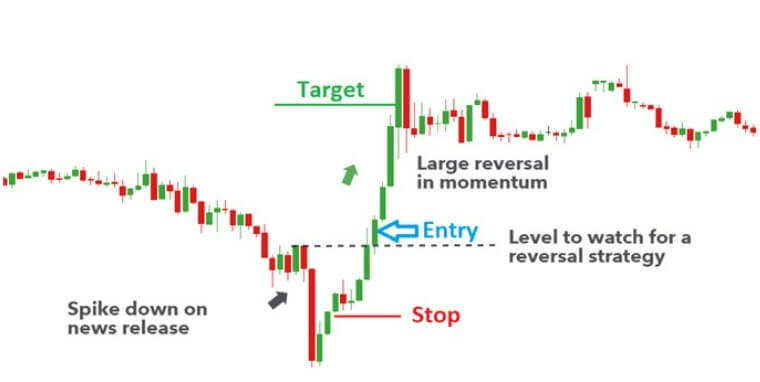 Target
Large reversal
in momentum
Entry
Level to watch for a
reversal strategy
Spike down on
news release
Stop